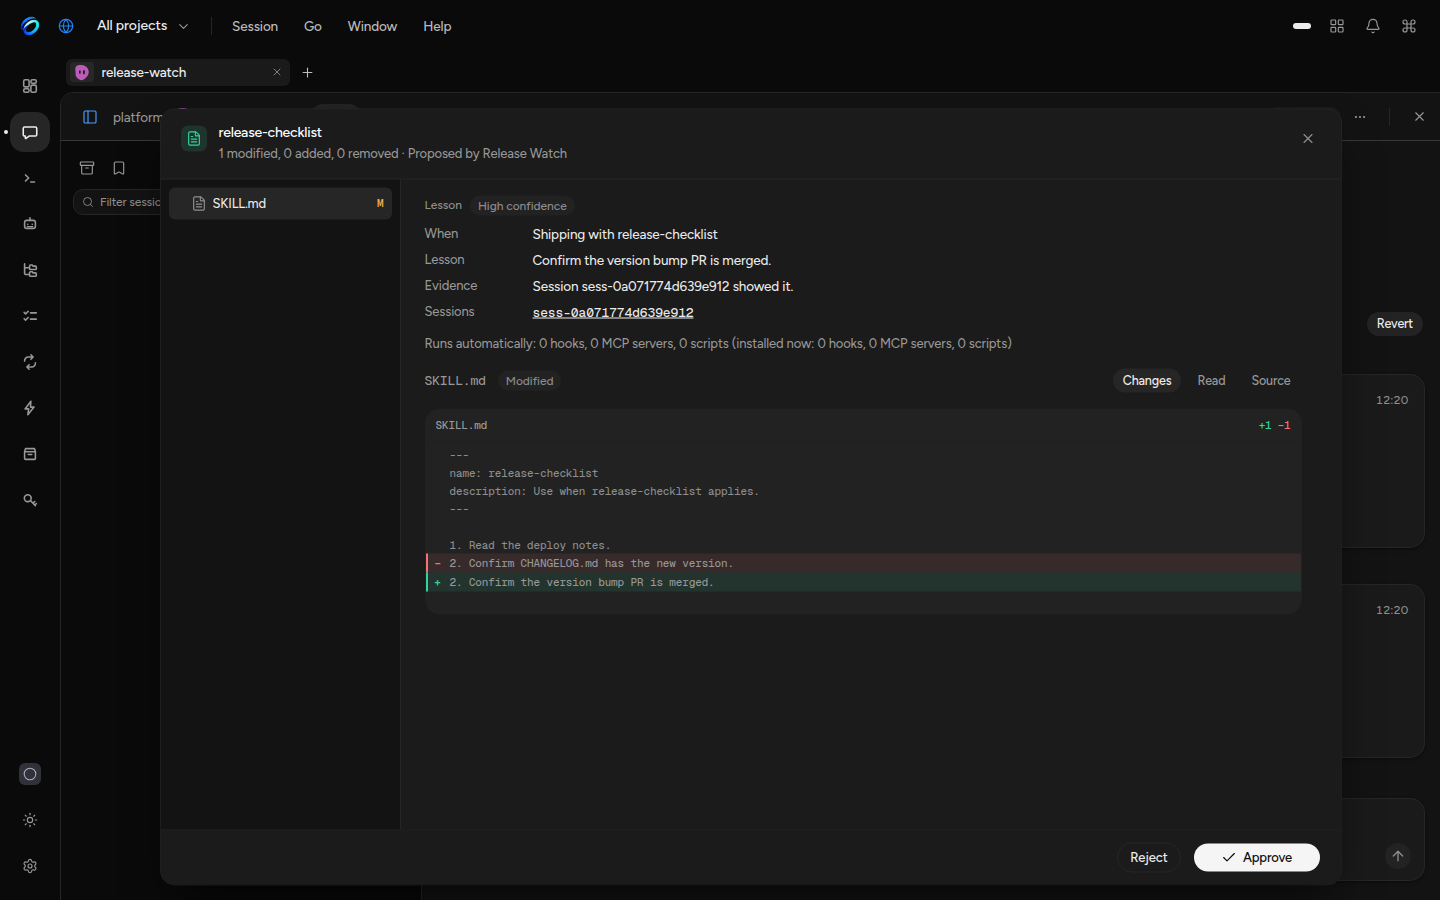 All projects
Session
Go
Window
Help
release-watch
platform
release-checklist
1 modified, 0 added, 0 removed · Proposed by Release Watch
Filter sessic
SKILL.md
M
Lesson
High confidence
When
Shipping with release-checklist
Lesson
Confirm the version bump PR is merged.
Evidence
Session sess-0a071774d639e912 showed it.
Sessions
sess-0a071774d639e912
Runs automatically: 0 hooks, 0 MCP servers, 0 scripts (installed now: 0 hooks, 0 MCP servers, 0 scripts)
SKILL.md
Modified
Changes
Read
Source
SKILL.md
+1 −1
---
name: release-checklist
description: Use when release-checklist applies.
---
1. Read the deploy notes.
− 2. Confirm CHANGELOG.md has the new version.
+ 2. Confirm the version bump PR is merged.
Revert
12:20
12:20
Reject
Approve